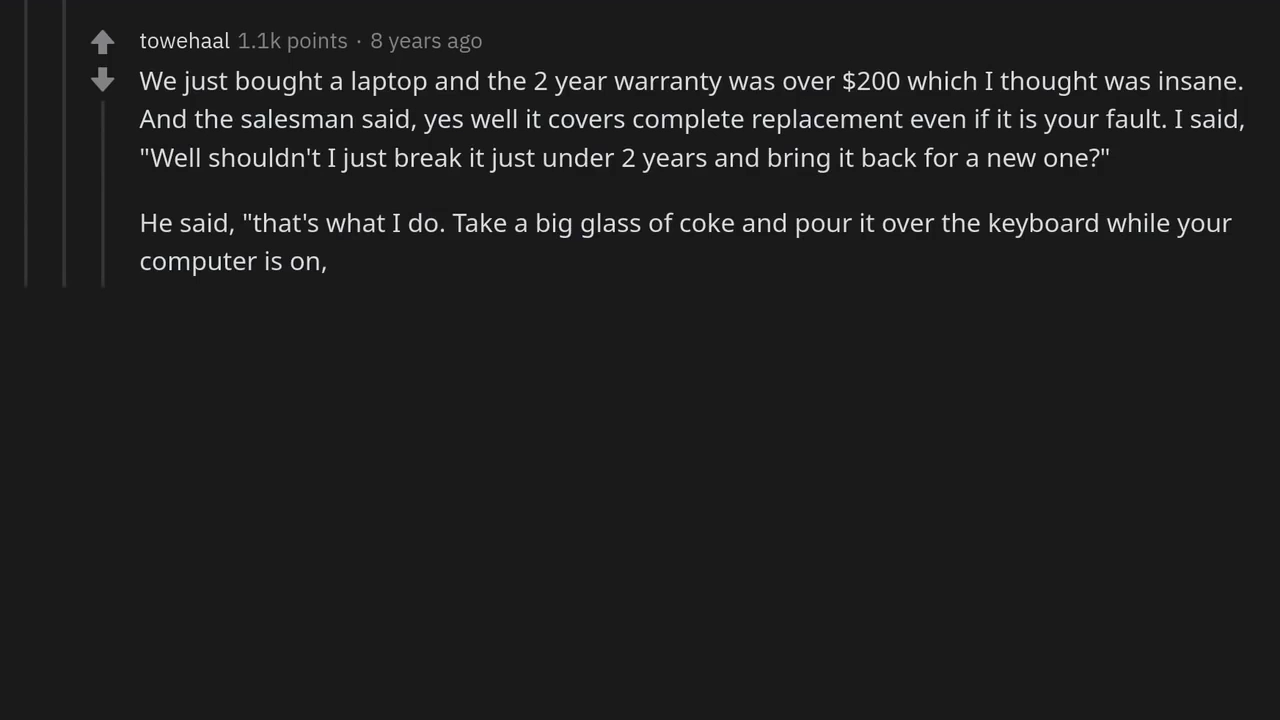 towehaal 1.1k points · 8 years ago
We just bought a laptop and the 2 year warranty was over $200 which I thought was insane.
And the salesman said, yes well it covers complete replacement even if it is your fault. I said,
"Well shouldn't I just break it just under 2 years and bring it back for a new one?"
He said, "that's what I do. Take a big glass of coke and pour it over the keyboard while your
computer is on,